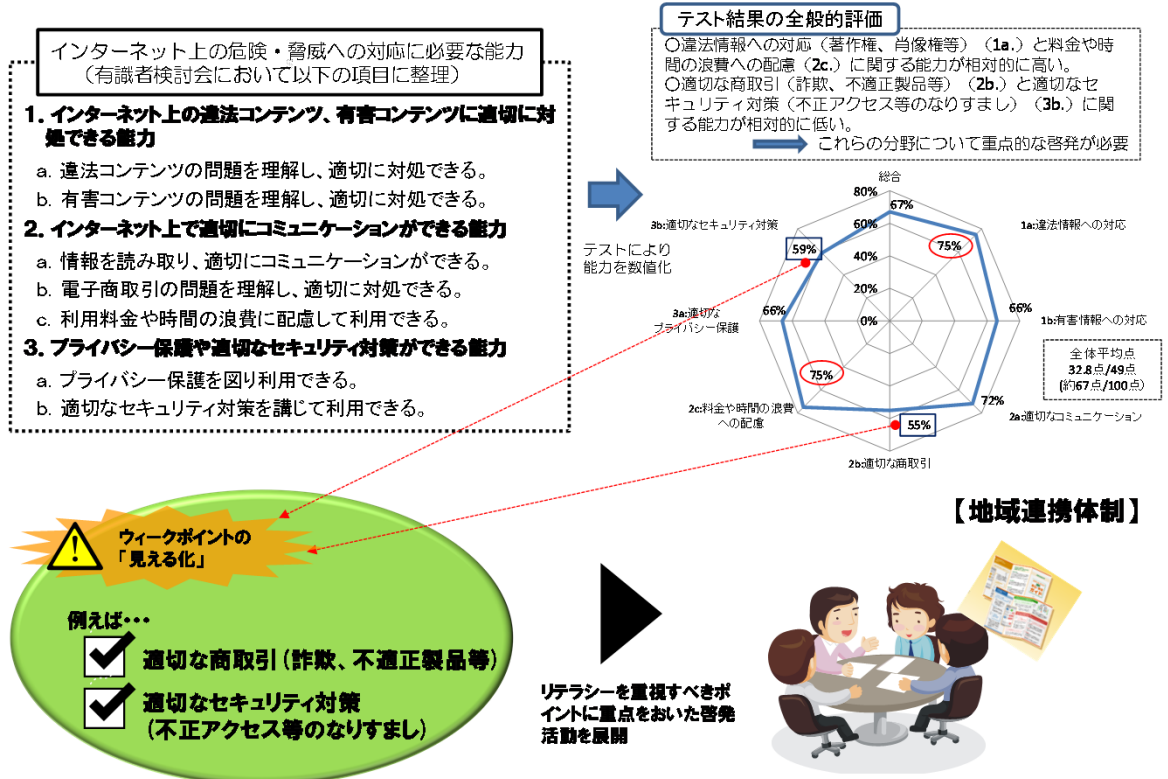 インターネット上の危険・脅威への対応に必要な能力
（有識者検討会において以下の項目に整理）
1. インターネット上の違法コンテンツ、有害コンテンツに適切に対
処できる能力
a. 違法コンテンツの問題を理解し、適切に対処できる。
b. 有害コンテンツの問題を理解し、適切に対処できる。
2. インターネット上で適切にコミュニケーションができる能力
a. 情報を読み取り、適切にコミュニケーションができる。
b. 電子商取引の問題を理解し、適切に対処できる。
c. 利用料金や時間の浪費に配慮して利用できる。
3. プライバシー保護や適切なセキュリティ対策ができる能力
a. プライバシー保護を図り利用できる。
b. 適切なセキュリティ対策を講じて利用できる。
テストにより
能力を数値化
テスト結果の全般的評価
〇違法情報への対応（著作権、肖像権等）（1a.）と料金や時
間の浪費への配慮（2c.）に関する能力が相対的に高い。
〇適切な商取引（詐欺、不適正製品等）（2b.）と適切なセ
キュリティ対策（不正アクセス等のなりすまし）（3b.）に関
する能力が相対的に低い。
これらの分野について重点的な啓発が必要
総合
80%
67%
60%
40%
20%
0%
1a:違法情報への対応
75%
66%
1b:有害情報への対応
全体平均点
32.8点/49点
(約67点/100点)
72%
2a:適切なコミュニケーション
55%
2b:適切な商取引
75%
2c:料金や時間の浪費
への配慮
66%
3a:適切な
プライバシー保護
59%
3b:適切なセキュリティ対策
ウィークポイントの
「見える化」
例えば･･･
適切な商取引（詐欺、不適正製品等）
適切なセキュリティ対策
（不正アクセス等のなりすまし）
リテラシーを重視すべきポ
イントに重点をおいた啓発
活動を展開
【地域連携体制】